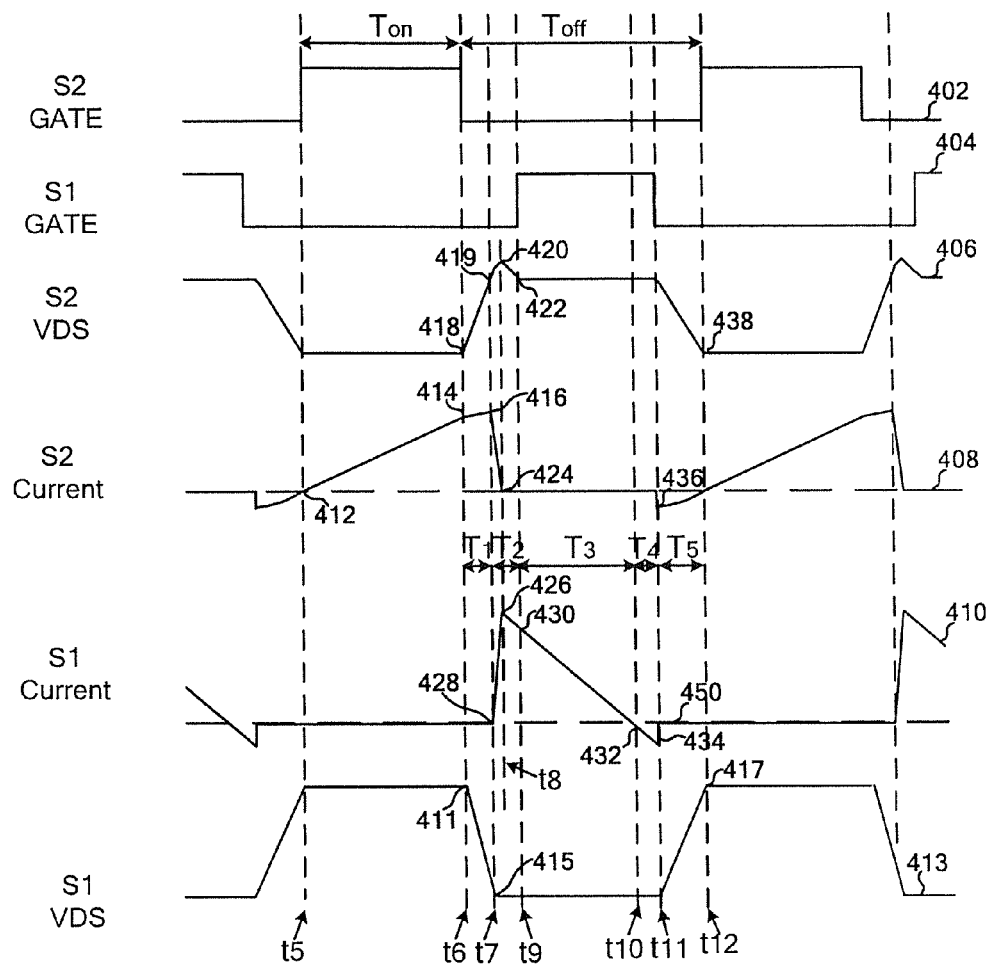 Ton
Toff
S2
GATE
402
404
S1
GATE
420
419
406
S2
VDS
422
418
438
414
416
S2
Current
424
436
408
412
T1
T2
T3
T4
T5
426
430
410
S1
Current
428
450
432
434
t8
417
411
415
S1
VDS
413
t5
t6
t7
t9
t10
t11
t12